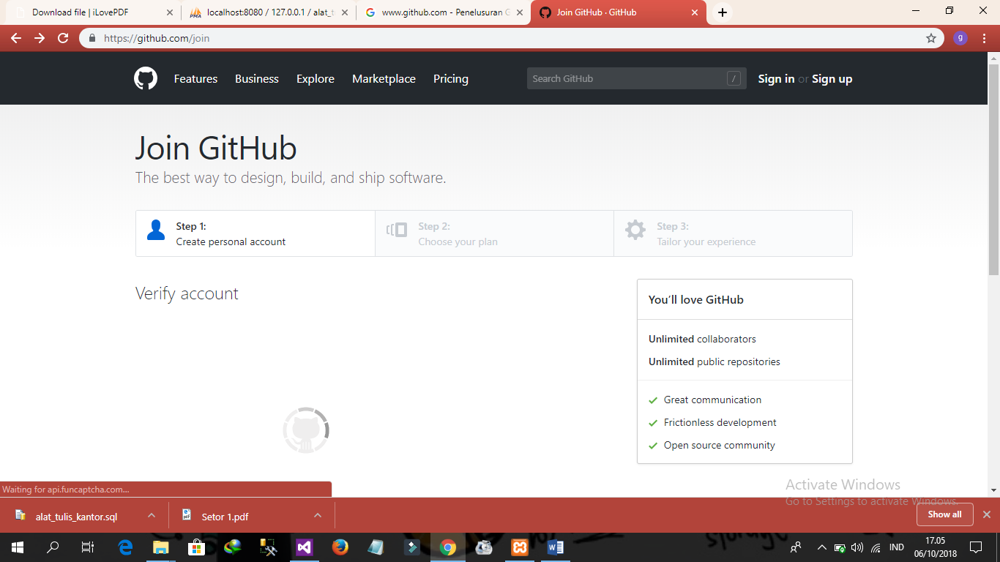 Download file | iLovePDF
localhost:8080 / 127.0.0.1 / alat_t
www.github.com - Penelusuran G
Join GitHub · GitHub
https://github.com/join
g
Features Business Explore Marketplace Pricing
Search GitHub /
Sign in or Sign up
Join GitHub
The best way to design, build, and ship software.
Step 1:
Create personal account
Step 2:
Choose your plan
Step 3:
Tailor your experience
Verify account
You'll love GitHub
Unlimited collaborators
Unlimited public repositories
Great communication
Frictionless development
Open source community
Activate Windows
Go to Settings to activate Windows.
Waiting for api.funcaptcha.com...
alat_tulis_kantor.sql
Setor 1.pdf
Show all
IND
17.05
06/10/2018